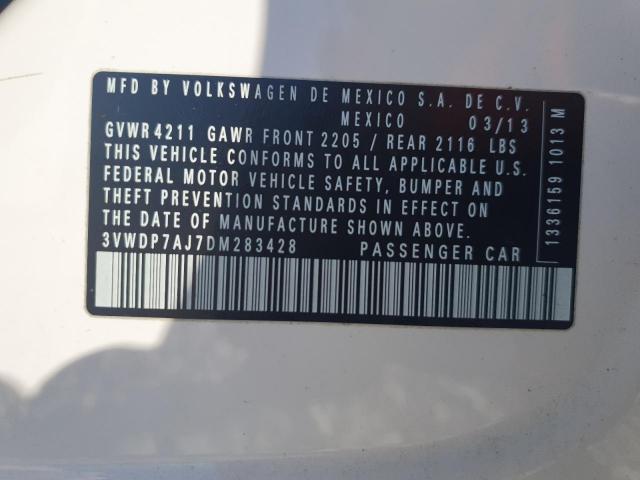 MFD BY VOLKSWAGEN DE MEXICO S.A. DE C.V.
MEXICO 03/13
GVWR 4211 GAWR FRONT 2205 / REAR 2116 LBS
THIS VEHICLE CONFORMS TO ALL APPLICABLE U.S.
FEDERAL MOTOR VEHICLE SAFETY, BUMPER AND
THEFT PREVENTION STANDARDS IN EFFECT ON
THE DATE OF MANUFACTURE SHOWN ABOVE.
3VWDP7AJ7DM283428 PASSENGER CAR
1336159 1013 M